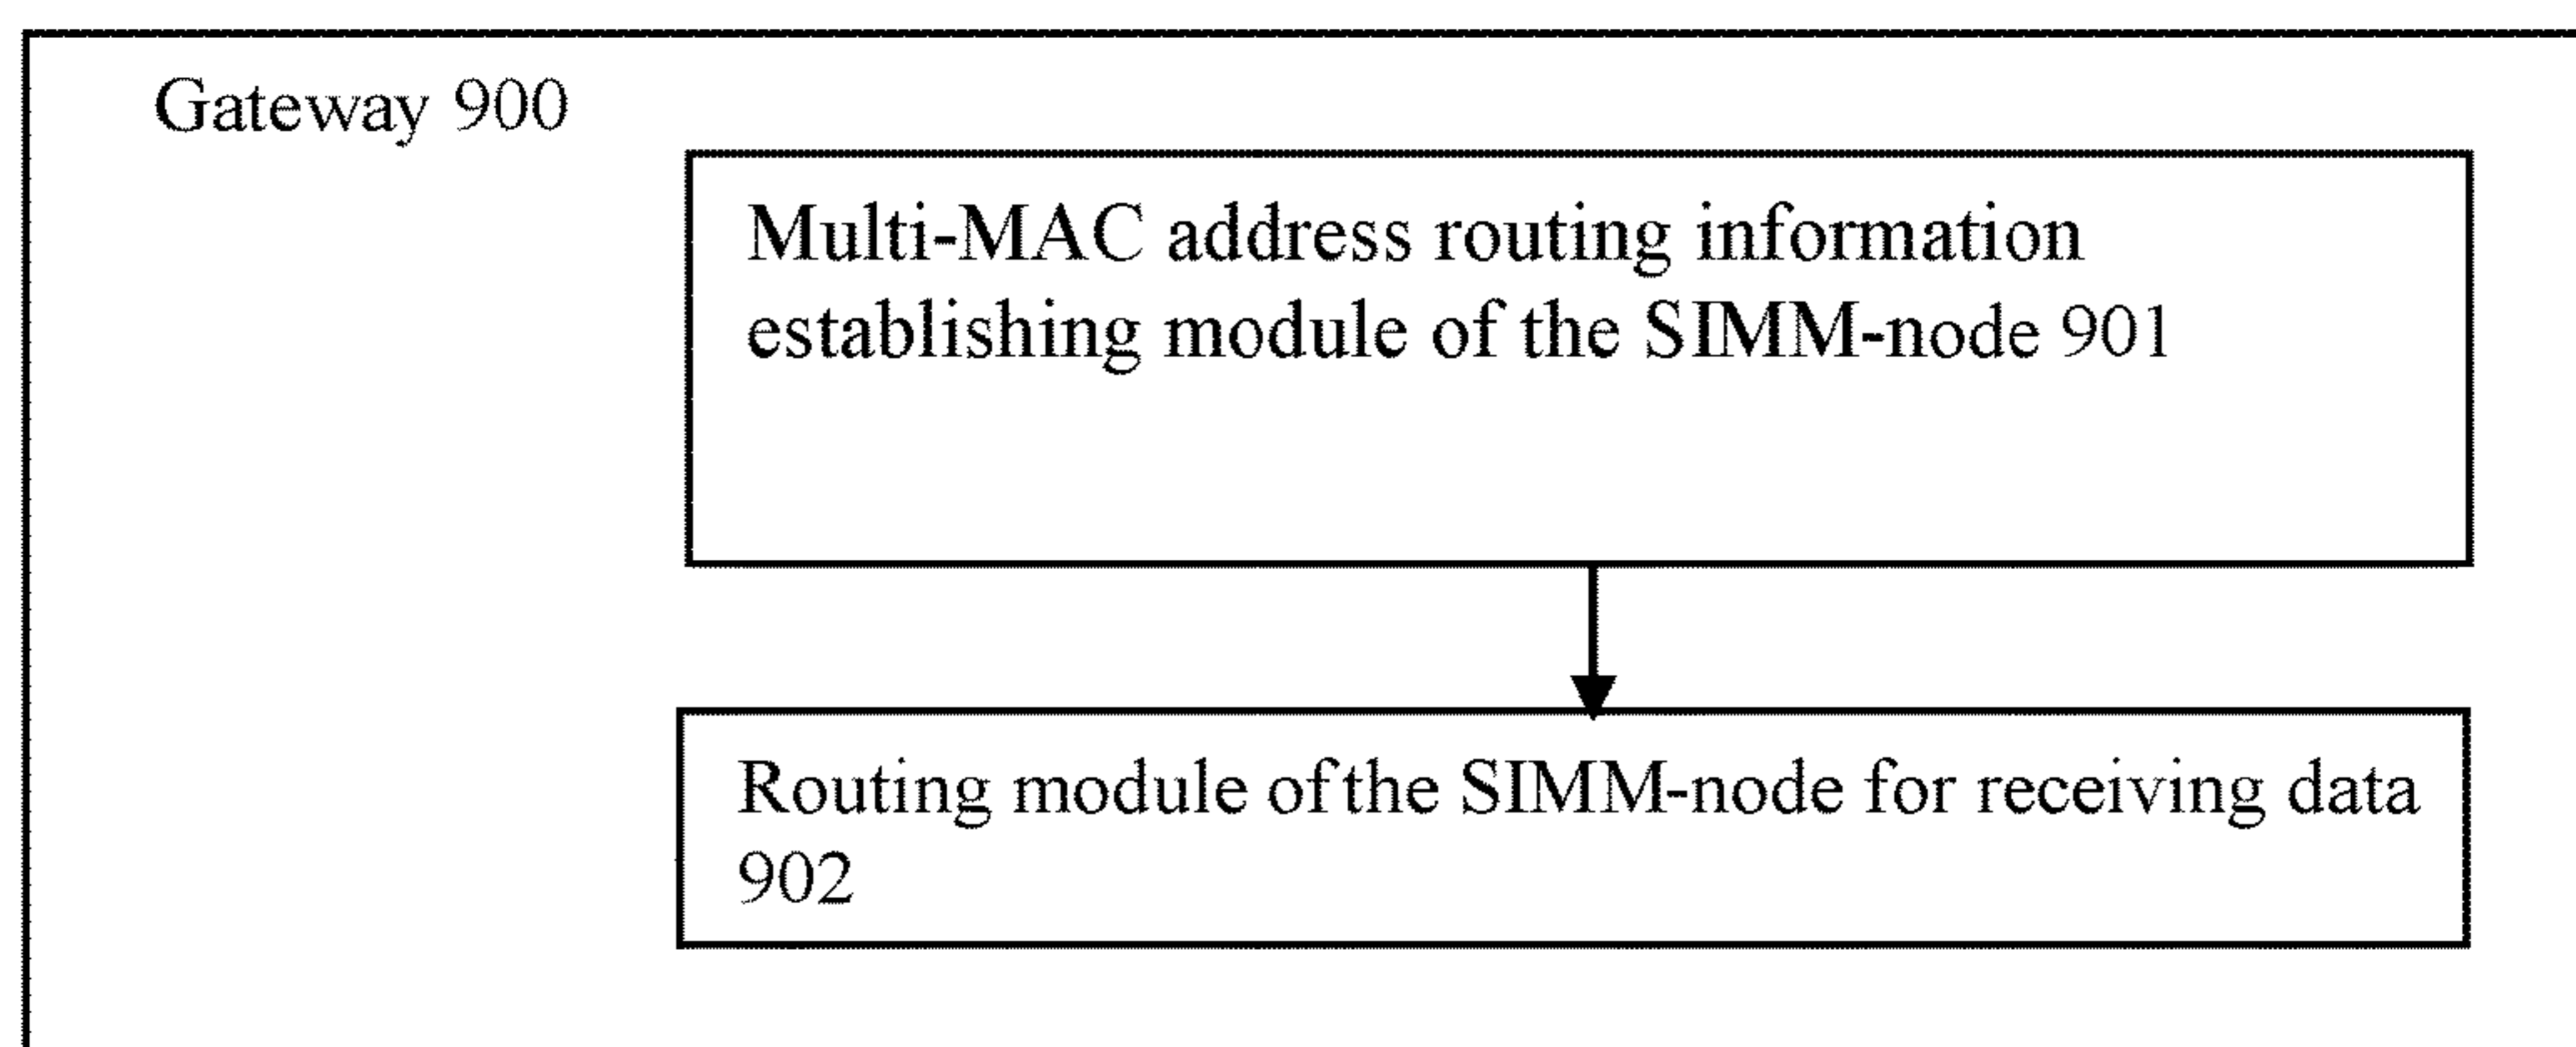 Gateway 900
Multi-MAC address routing information
establishing module of the SIMM-node 901
Routing module of the SIMM-node for receiving data
902